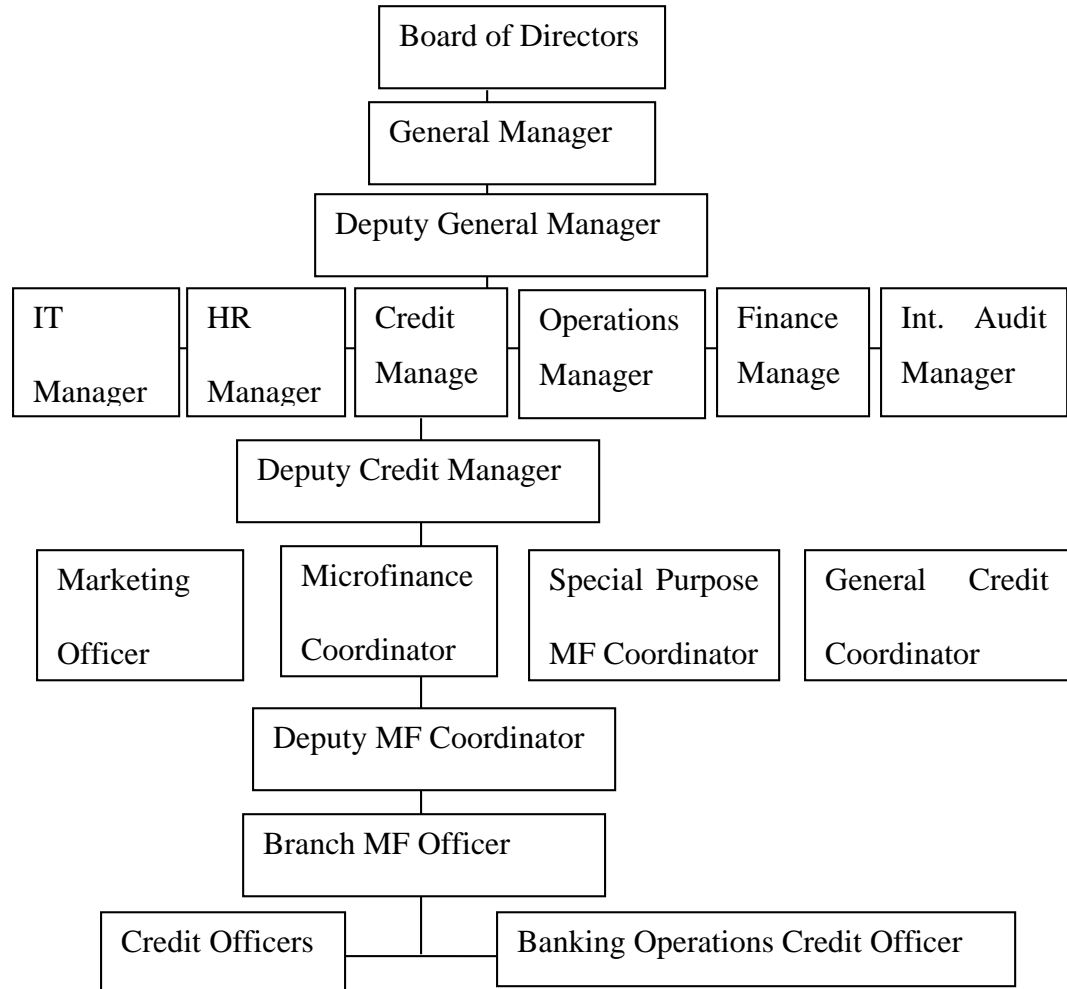 Board of Directors
General Manager
Deputy General Manager
IT
Manager
HR
Manager
Credit
Manage
Operations
Manager
Finance
Manage
Int. Audit
Manager
Deputy Credit Manager
Marketing
Officer
Microfinance
Coordinator
Special Purpose
MF Coordinator
General Credit
Coordinator
Deputy MF Coordinator
Branch MF Officer
Credit Officers
Banking Operations Credit Officer